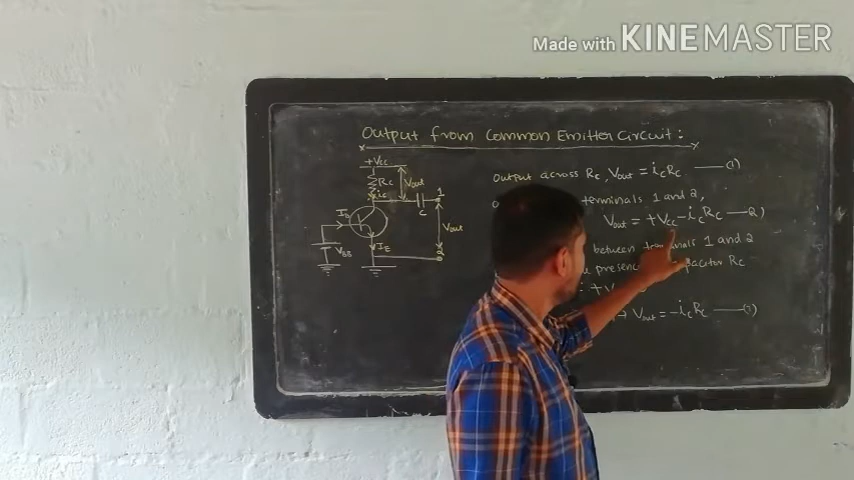 Made with KINEMASTER
Output from Common Emitter Circuit:
+Vcc
Rc
Vout
ic
1
C
IB
Vout
VBB
IE
2
Output across Rc, Vout = icRc —(1)
terminals 1 and 2,
Vout = +Vcc - icRc —(2)
between terminals 1 and 2
presence
Rc
+V
Vout = -icRc